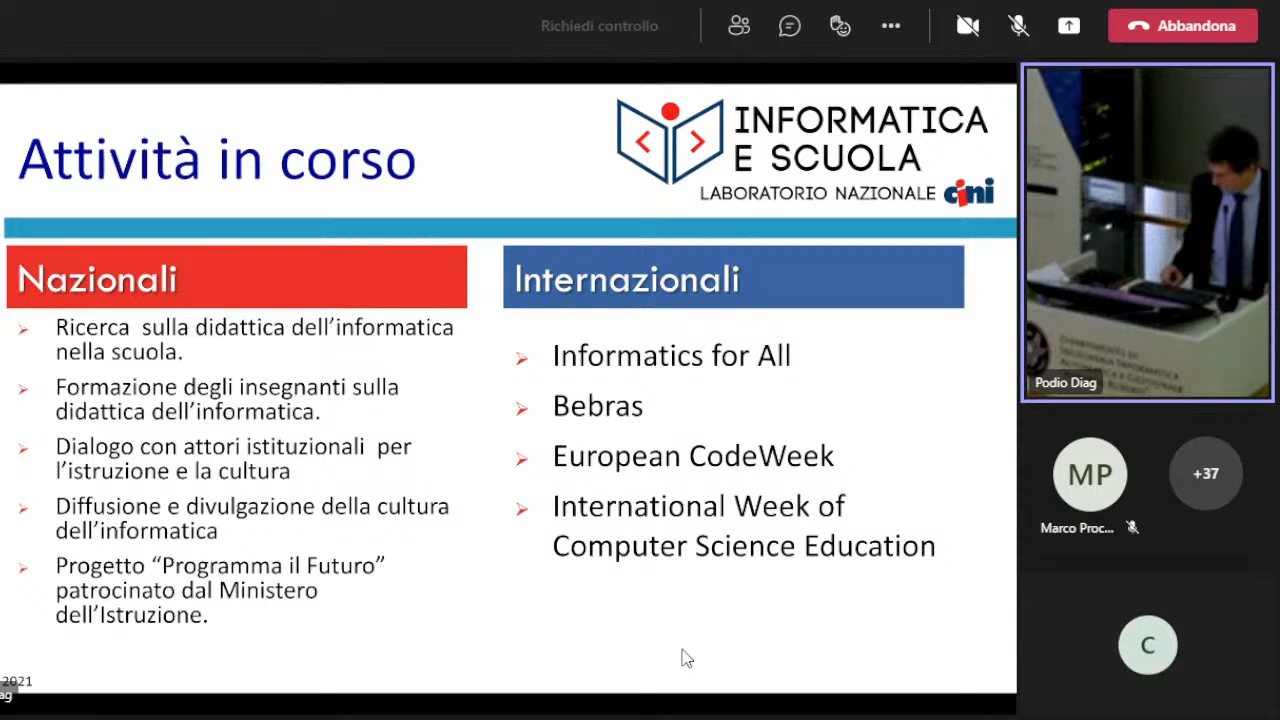 Richiedi controllo
Abbandona
Attività in corso
INFORMATICA
E SCUOLA
LABORATORIO NAZIONALE cini
Nazionali
Ricerca sulla didattica dell'informatica
nella scuola.
Formazione degli insegnanti sulla
didattica dell'informatica.
Dialogo con attori istituzionali per
l'istruzione e la cultura
Diffusione e divulgazione della cultura
dell'informatica
Progetto “Programma il Futuro”
patrocinato dal Ministero
dell'Istruzione.
Internazionali
Informatics for All
Bebras
European CodeWeek
International Week of
Computer Science Education
2021
ag
Podio Diag
MP
+37
Marco Proc...
C